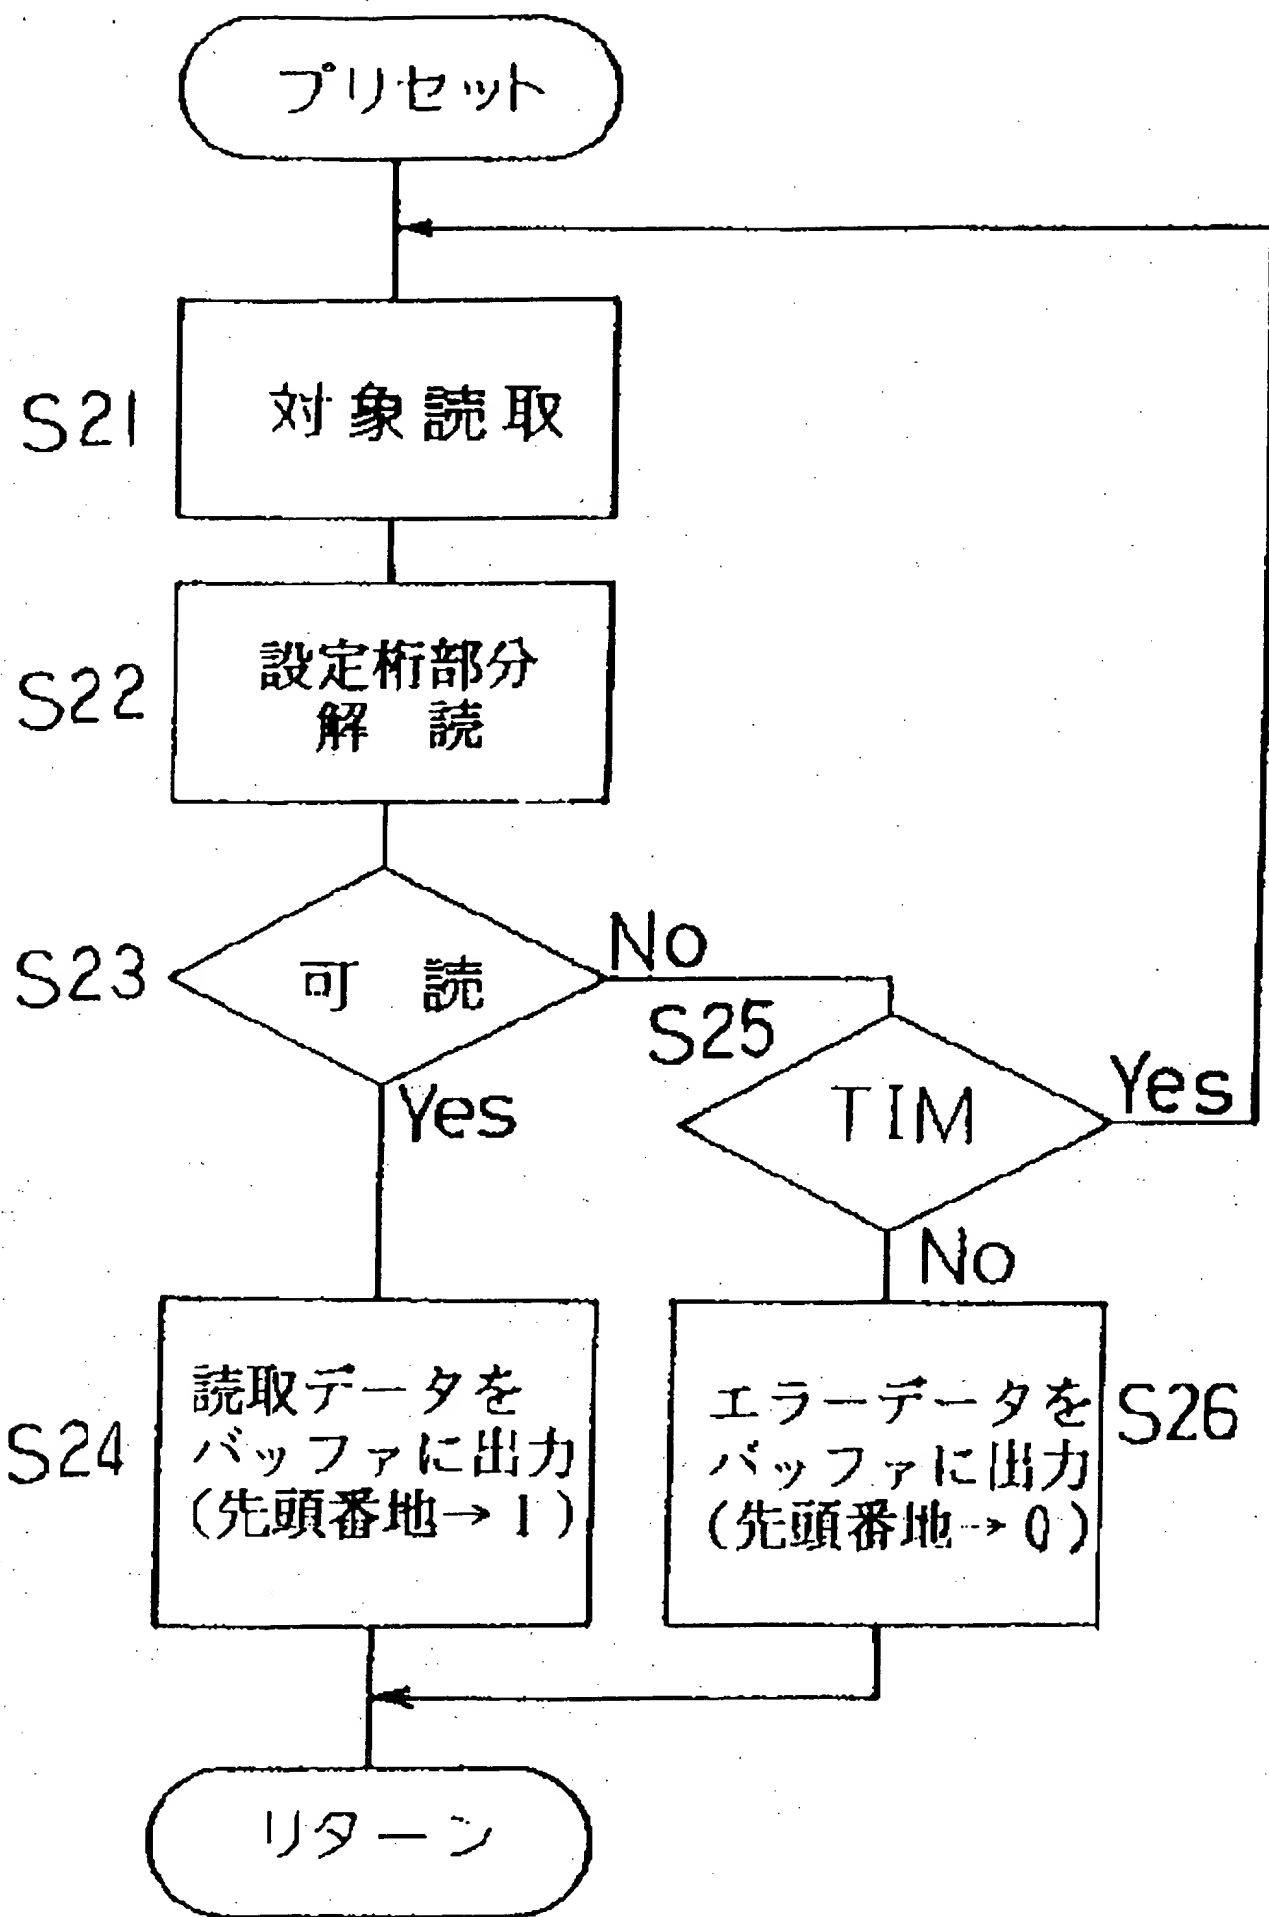 プリセット
S21
対象読取
S22
設定桁部分
解 読
S23
可 読
No
S25
Yes
TIM
Yes
No
S24
読取データを
バッファに出力
(先頭番地→1)
エラーデータを
バッファに出力
(先頭番地→0)
S26
リターン